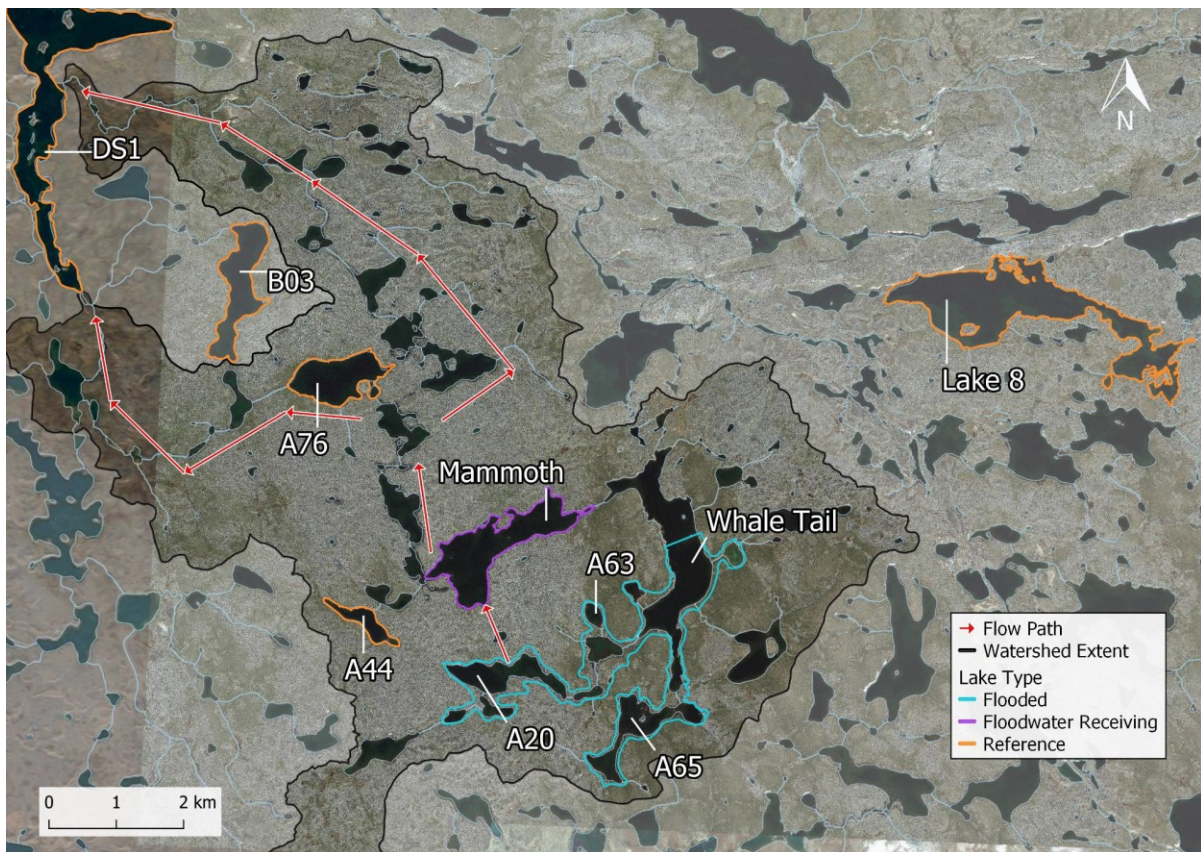 N
DS1
B03
Lake 8
A76
Mammoth
Whale Tail
A63
A44
A20
A65
Flow Path
Watershed Extent
Lake Type
Flooded
Floodwater Receiving
Reference
0 1 2 km